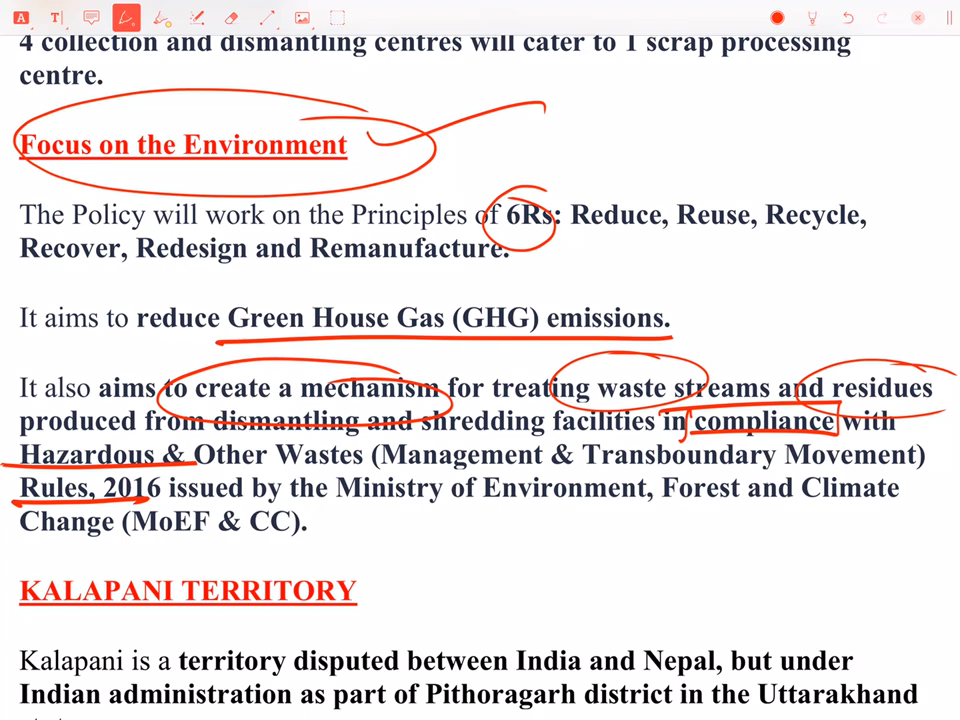 4 collection and dismantling centres will cater to 1 scrap processing
centre.
Focus on the Environment
The Policy will work on the Principles of 6Rs: Reduce, Reuse, Recycle,
Recover, Redesign and Remanufacture.
It aims to reduce Green House Gas (GHG) emissions.
It also aims to create a mechanism for treating waste streams and residues
produced from dismantling and shredding facilities in compliance with
Hazardous & Other Wastes (Management & Transboundary Movement)
Rules, 2016 issued by the Ministry of Environment, Forest and Climate
Change (MoEF & CC).
KALAPANI TERRITORY
Kalapani is a territory disputed between India and Nepal, but under
Indian administration as part of Pithoragarh district in the Uttarakhand